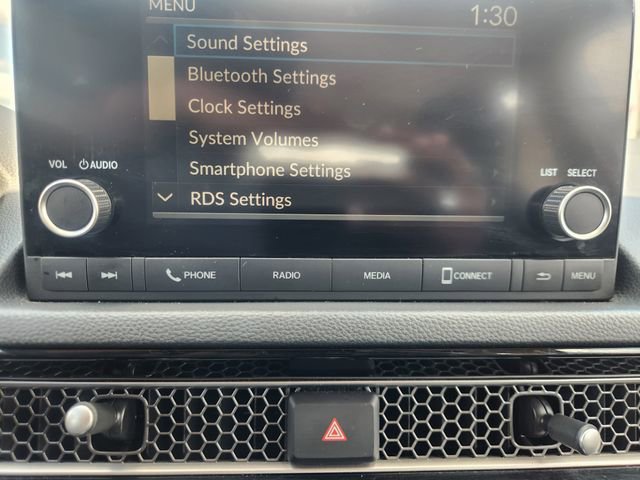 MENU 1:30
Sound Settings
Bluetooth Settings
Clock Settings
System Volumes
Smartphone Settings
RDS Settings
VOL AUDIO
LIST SELECT
PHONE RADIO MEDIA CONNECT MENU